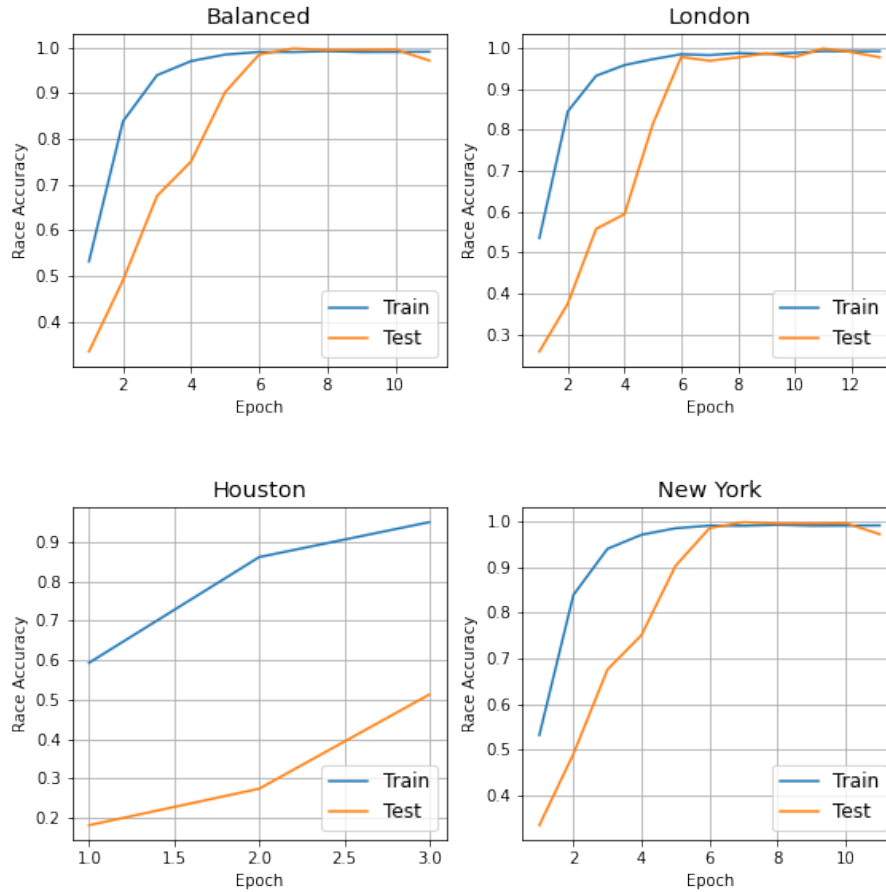 Balanced
1.0
0.9
0.8
0.7
0.6
0.5
0.4
Race Accuracy
Train
Test
2 4 6 8 10
Epoch
London
1.0
0.9
0.8
0.7
0.6
0.5
0.4
0.3
Race Accuracy
Train
Test
2 4 6 8 10 12
Epoch
Houston
0.9
0.8
0.7
0.6
0.5
0.4
0.3
0.2
Race Accuracy
Train
Test
1.0 1.5 2.0 2.5 3.0
Epoch
New York
1.0
0.9
0.8
0.7
0.6
0.5
0.4
Race Accuracy
Train
Test
2 4 6 8 10
Epoch